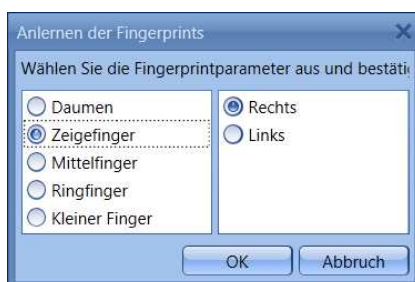 Anlernen der Fingerprints
Wählen Sie die Fingerprintparameter aus und
Daumen
Zeigefinger
Mittelfinger
Ringfinger
Kleiner Finger
Rechts
Links
OK
Abbruch